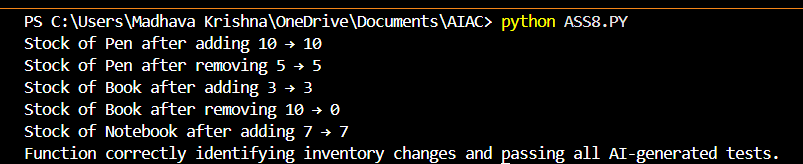 PS C:\Users\Madhava Krishna\OneDrive\Documents\AIAC> python ASS8.PY
Stock of Pen after adding 10 → 10
Stock of Pen after removing 5 → 5
Stock of Book after adding 3 → 3
Stock of Book after removing 10 → 0
Stock of Notebook after adding 7 → 7
Function correctly identifying inventory changes and passing all AI-generated tests.